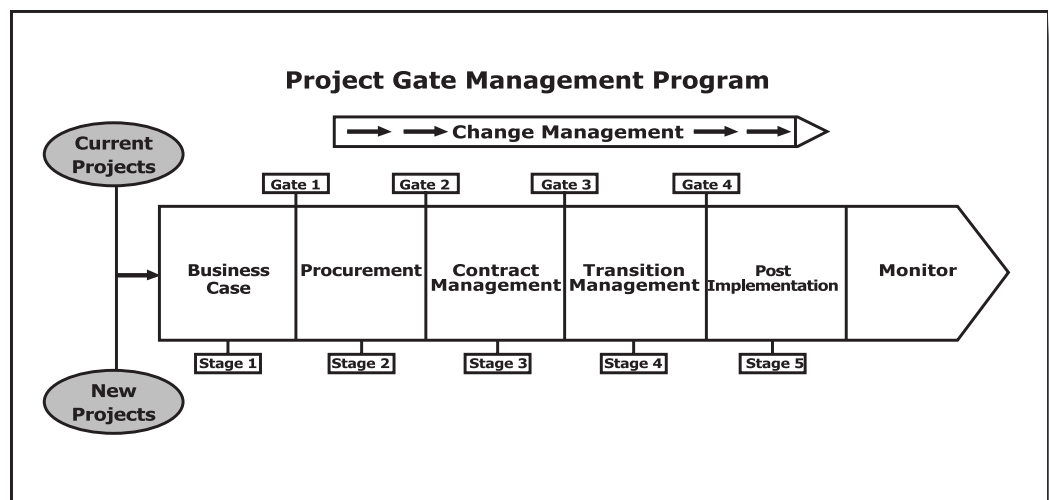 Project Gate Management Program
Change Management
Current
Projects
Gate 1
Gate 2
Gate 3
Gate 4
Business
Case
Procurement
Contract
Management
Transition
Management
Post
Implementation
Monitor
Stage 1
Stage 2
Stage 3
Stage 4
Stage 5
New
Projects